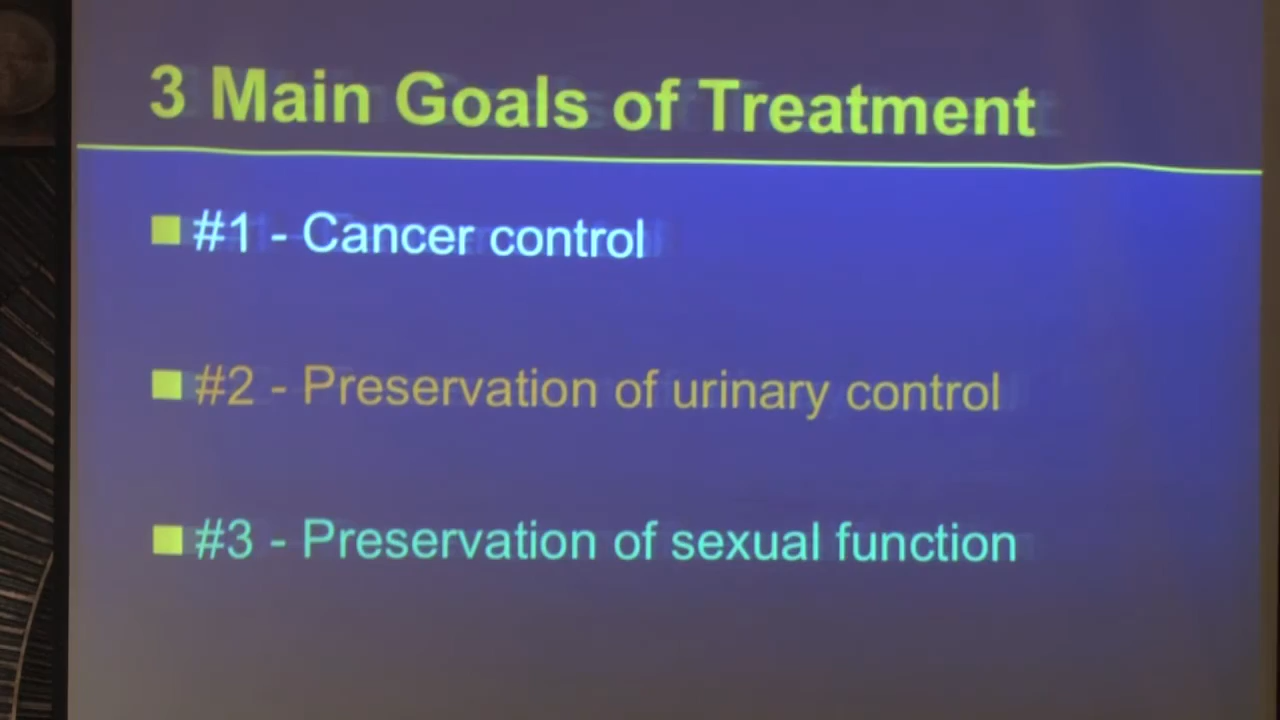 3 Main Goals of Treatment
#1 - Cancer control
#2 - Preservation of urinary control
#3 - Preservation of sexual function